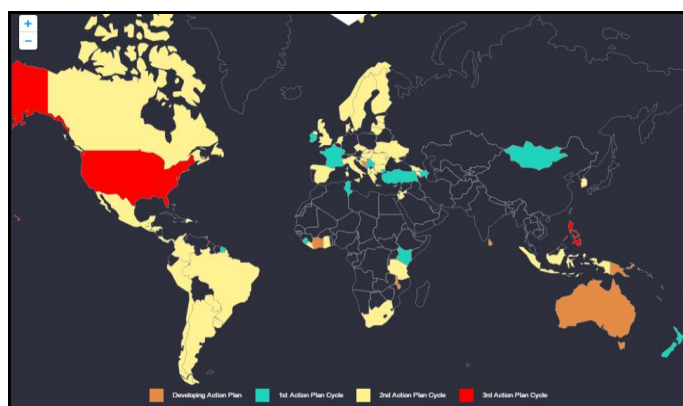 +
−
Developing Action Plan 1st Action Plan Cycle 2nd Action Plan Cycle 3rd Action Plan Cycle